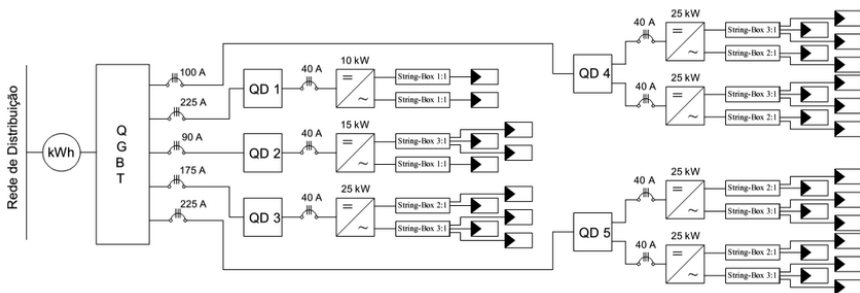 Rede de Distribuição
kWh
QGBT
100 A
225 A
90 A
175 A
225 A
QD 1
40 A
10 kW
String-Box 1:1
String-Box 1:1
QD 2
40 A
15 kW
String-Box 3:1
String-Box 1:1
QD 3
40 A
25 kW
String-Box 2:1
String-Box 3:1
QD 4
40 A
25 kW
String-Box 3:1
String-Box 2:1
40 A
25 kW
String-Box 3:1
String-Box 2:1
QD 5
40 A
25 kW
String-Box 2:1
String-Box 3:1
40 A
25 kW
String-Box 2:1
String-Box 3:1